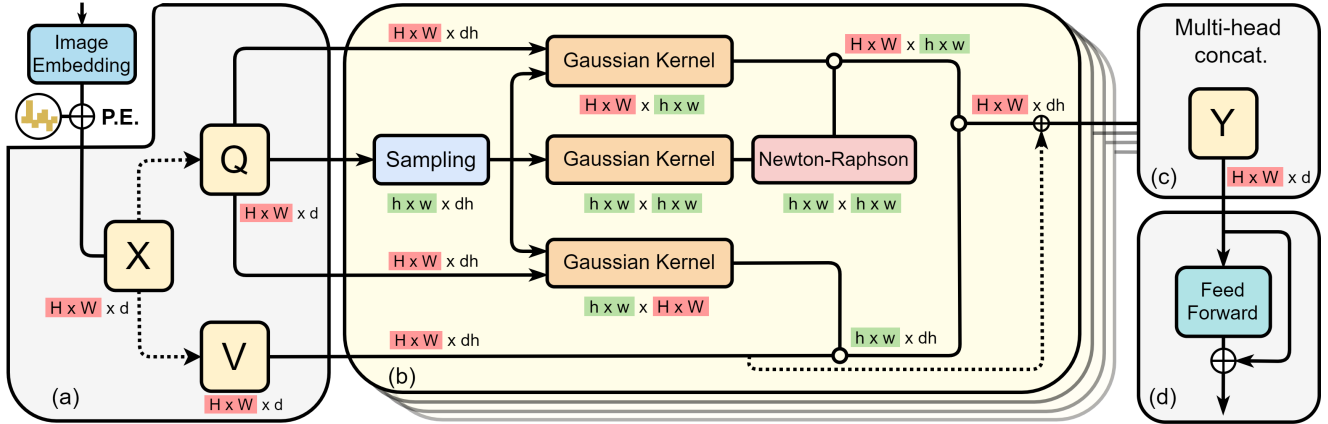 Image
Embedding
P.E.
X
H x W x d
Q
H x W x d
V
H x W x d
(a)
H x W x dh
Sampling
h x w x dh
H x W x dh
H x W x dh
Gaussian Kernel
H x W x h x w
Gaussian Kernel
h x w x h x w
Gaussian Kernel
h x w x H x W
H x W x h x w
Newton-Raphson
h x w x h x w
h x w x dh
H x W x dh
(b)
Multi-head
concat.
Y
(c)
H x W x d
Feed
Forward
(d)